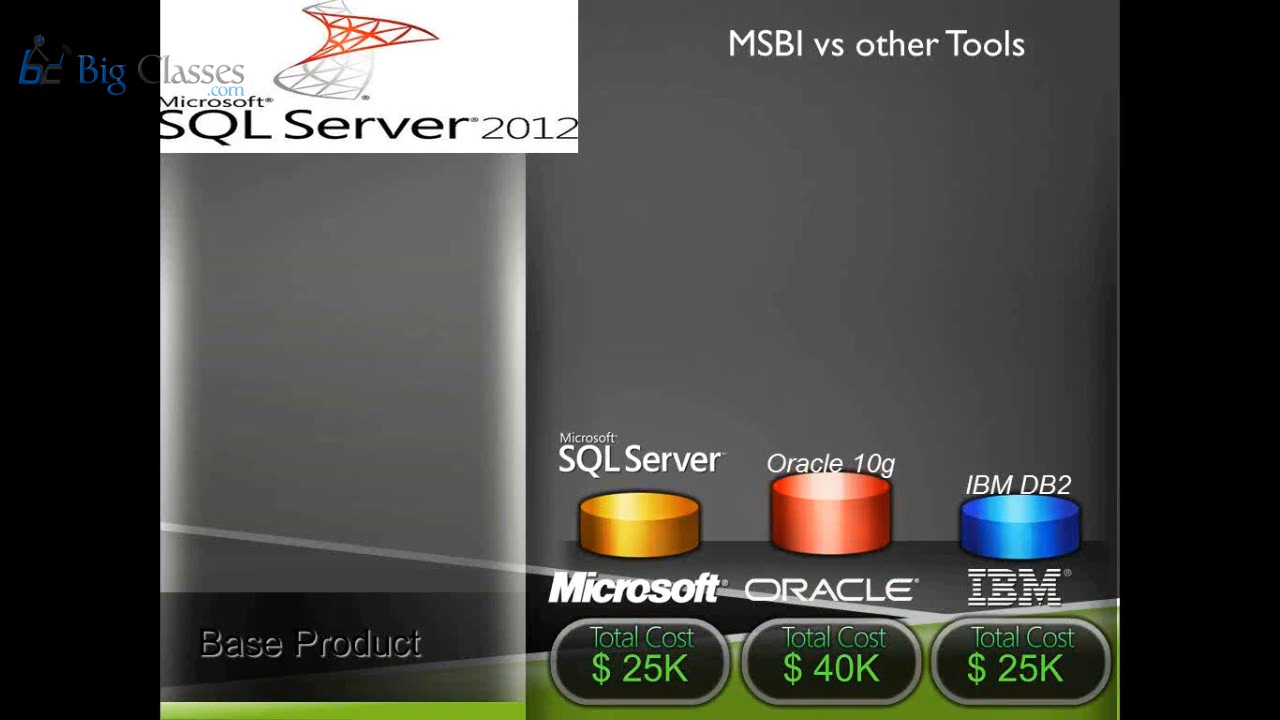 Big Classes
.com
Microsoft®
SQL Server® 2012
MSBI vs other Tools
Microsoft®
SQL Server™
Oracle 10g
IBM DB2
Microsoft®
ORACLE®
IBM®
Base Product
Total Cost
$ 25K
Total Cost
$ 40K
Total Cost
$ 25K